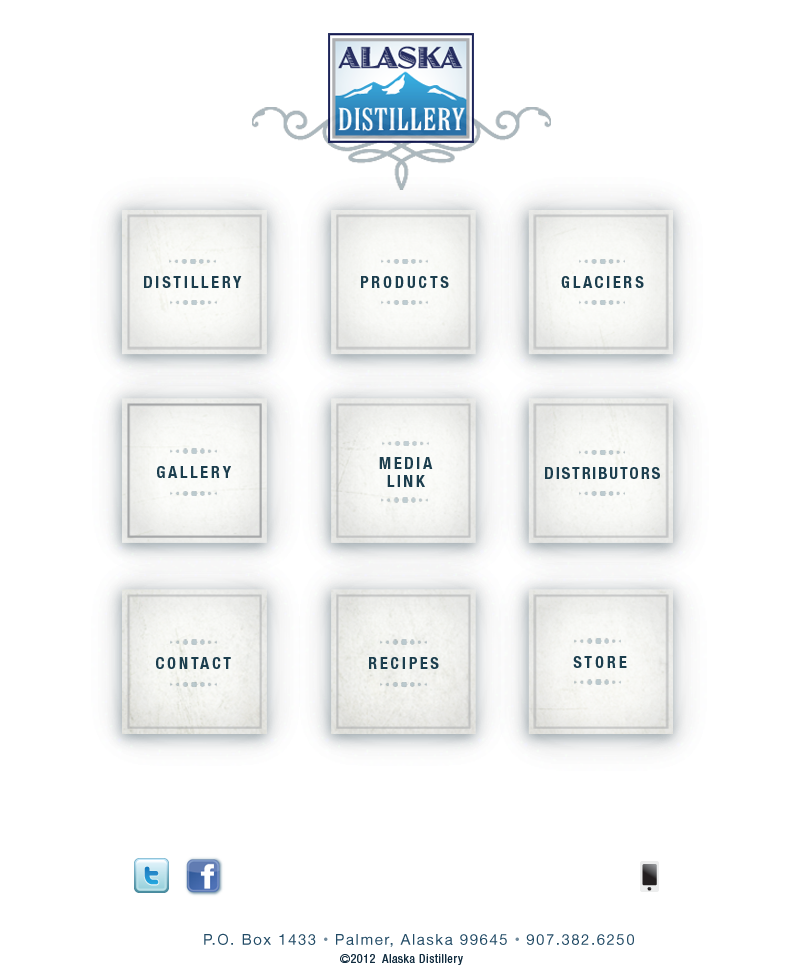 ALASKA
DISTILLERY
DISTILLERY
PRODUCTS
GLACIERS
GALLERY
MEDIA
LINK
DISTRIBUTORS
CONTACT
RECIPES
STORE
P.O. Box 1433 • Palmer, Alaska 99645 • 907.382.6250
©2012 Alaska Distillery